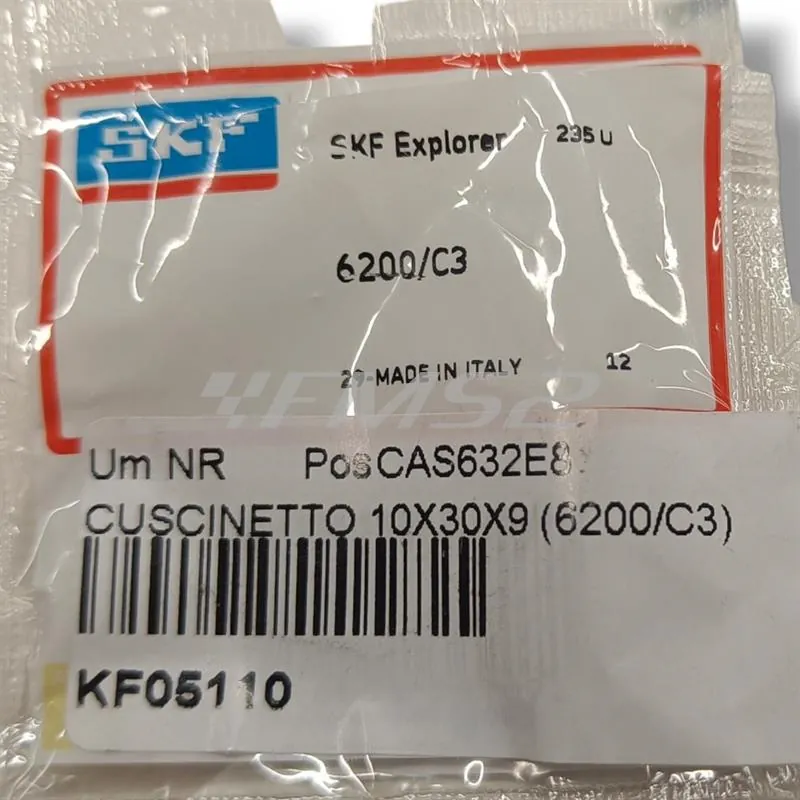 SKF SKF Explorer 235 U
6200/C3
29-MADE IN ITALY 12
FMS2
Um NR PosCAS632E8
CUSCINETTO 10X30X9 (6200/C3)
KF05110